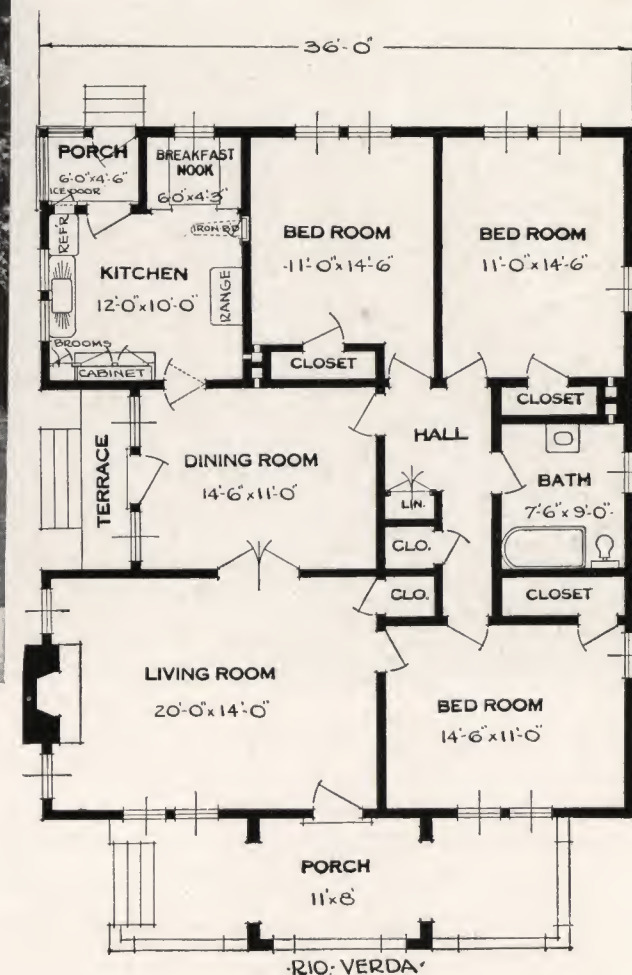 36'-0"
PORCH
6'-0"x4'-6"
ICE DOOR
BREAKFAST
NOOK
6'0"x4'-3"
REFR.
IRON BD
BED ROOM
11'-0"x14'-6"
BED ROOM
11'-0"x14'-6"
KITCHEN
12'-0"x10'-0"
RANGE
BROOMS
CABINET
CLOSET
CLOSET
HALL
TERRACE
DINING ROOM
14'-6"x11'-0"
LIN.
BATH
7'-6"x9'-0"
CLO.
CLO.
CLOSET
LIVING ROOM
20'-0"x14'-0"
BED ROOM
14'-6"x11'-0"
PORCH
11'x8'
·RIO·VERDA·